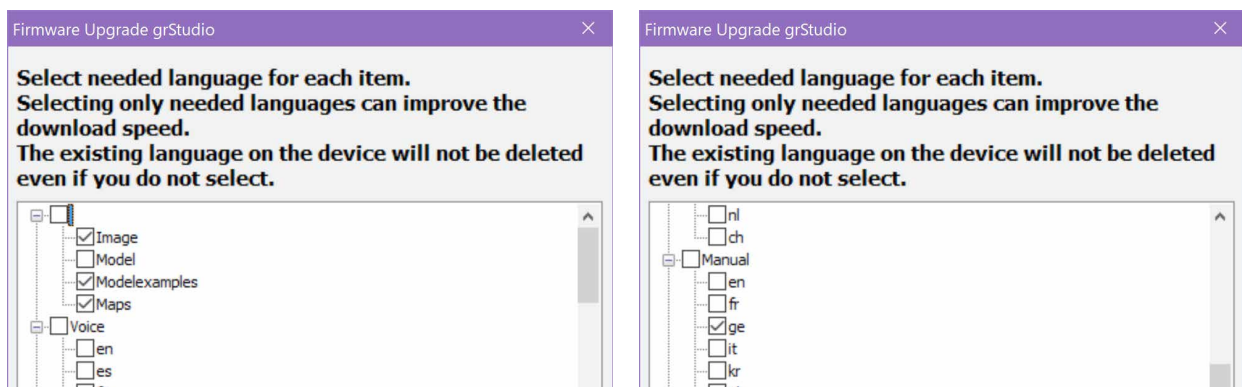 Firmware Upgrade grStudio
Select needed language for each item.
Selecting only needed languages can improve the
download speed.
The existing language on the device will not be deleted
even if you do not select.
Image
Model
Modelexamples
Maps
Voice
en
es
Firmware Upgrade grStudio
Select needed language for each item.
Selecting only needed languages can improve the
download speed.
The existing language on the device will not be deleted
even if you do not select.
nl
ch
Manual
en
fr
ge
it
kr